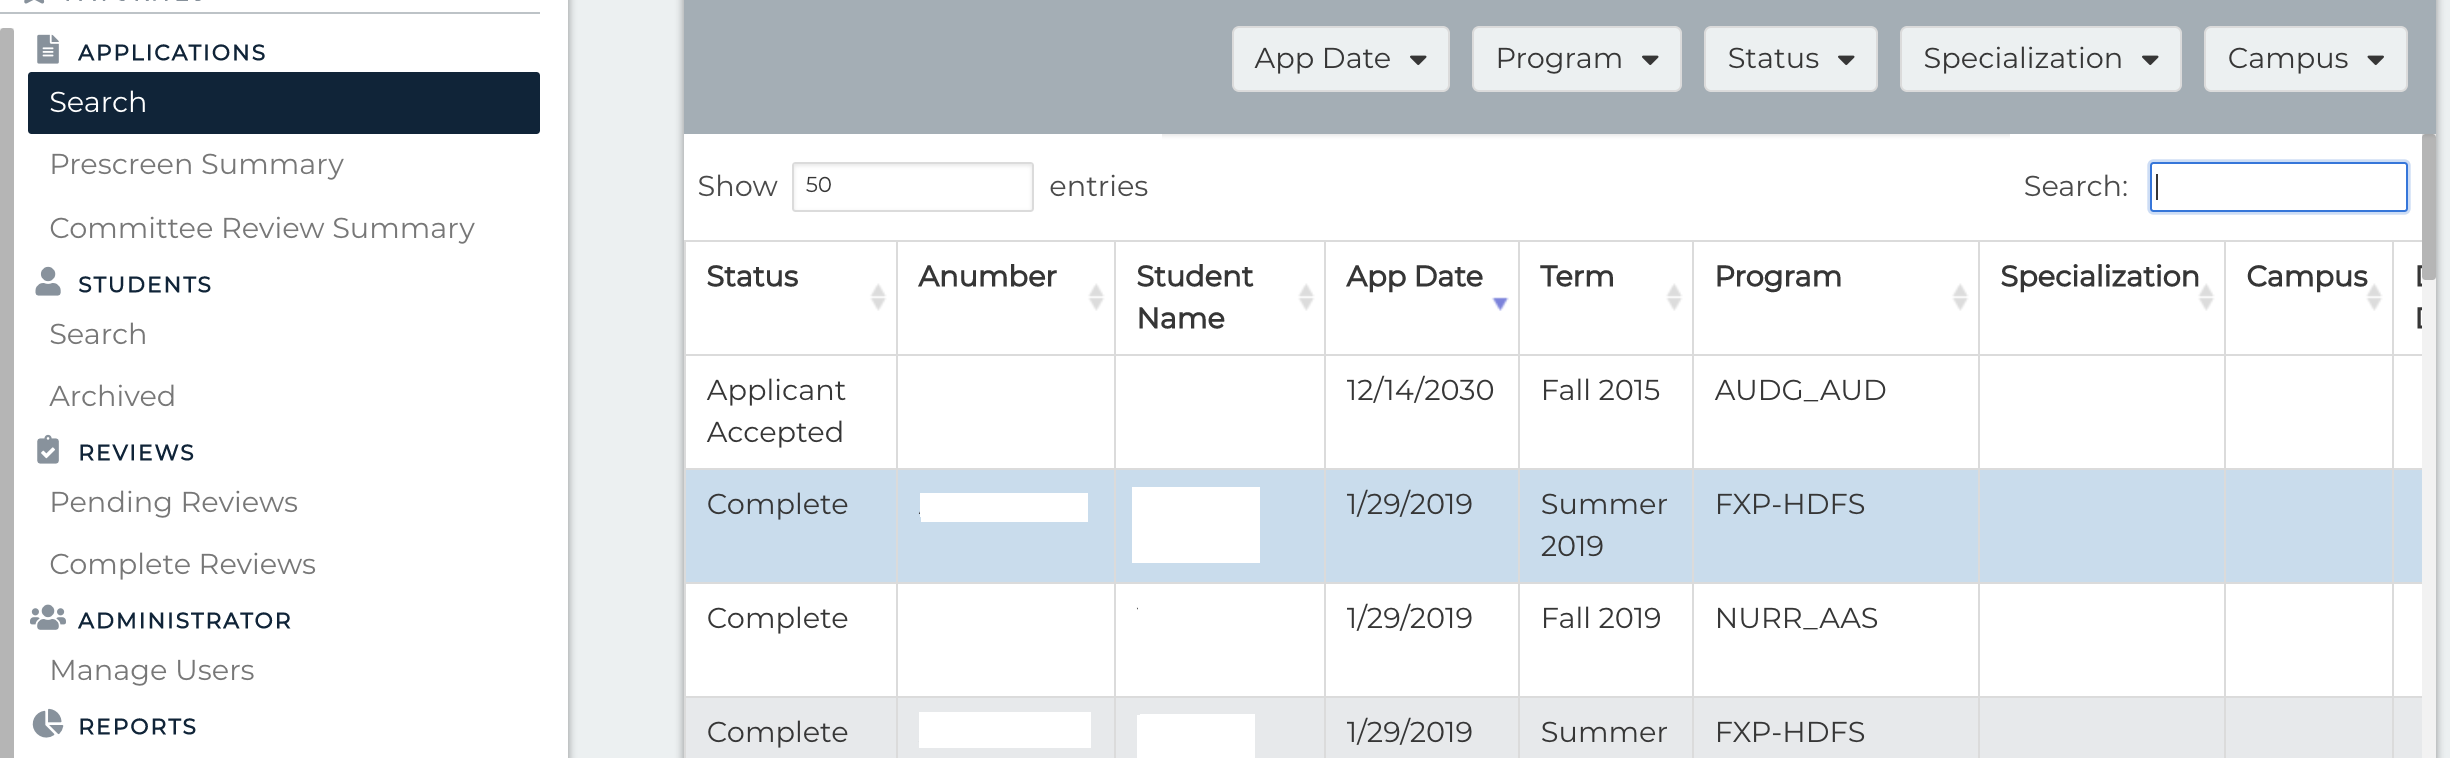 APPLICATIONS
Search
Prescreen Summary
Committee Review Summary
STUDENTS
Search
Archived
REVIEWS
Pending Reviews
Complete Reviews
ADMINISTRATOR
Manage Users
REPORTS
App Date Program Status Specialization Campus
Show 50 entries Search:
Status Anumber Student App Date Term Program Specialization Campus
Name
Applicant 12/14/2030 Fall 2015 AUDG_AUD
Accepted
Complete 1/29/2019 Summer FXP-HDFS
2019
Complete 1/29/2019 Fall 2019 NURR_AAS
Complete 1/29/2019 Summer FXP-HDFS